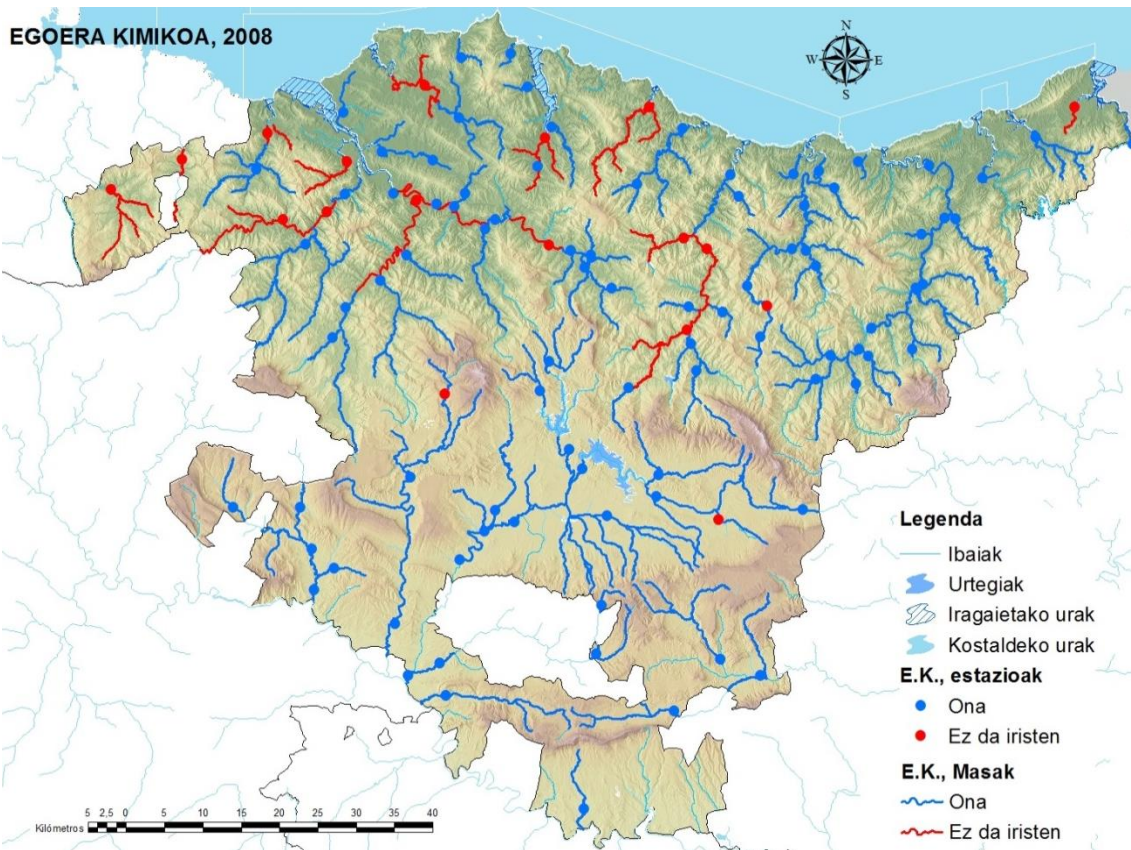 EGOERA KIMIKOA, 2008
N
W E
S
Legenda
Ibaiak
Urtegiak
Iragaietako urak
Kostaldeko urak
E.K., estazioak
Ona
Ez da iristen
E.K., Masak
Ona
Ez da iristen
5 2,5 0 5 10 15 20 25 30 35 40
Kilómetros